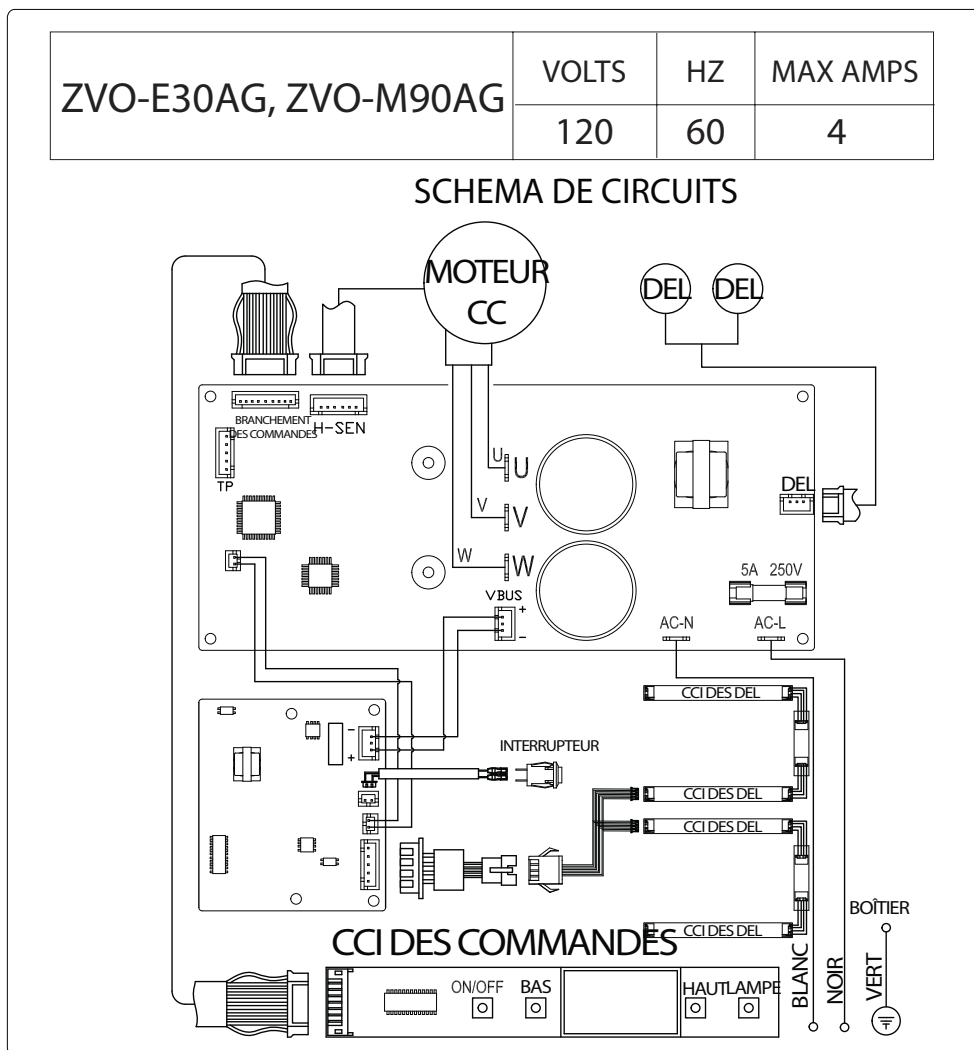 ZVO-E30AG, ZVO-M90AG
VOLTS HZ MAX AMPS
120 60 4
SCHEMA DE CIRCUITS
MOTEUR
CC
DEL DEL
BRANCHEMENT
DES COMMANDES
H-SEN
TP
U U
V V
W W
VBUS
+
-
DEL
5A 250V
AC-N AC-L
-
+
INTERRUPTEUR
CCI DES DEL
CCI DES DEL
CCI DES DEL
CCI DES DEL
BOÎTIER
BLANC
NOIR
VERT
CCI DES COMMANDES
ON/OFF BAS HAUT LAMPE